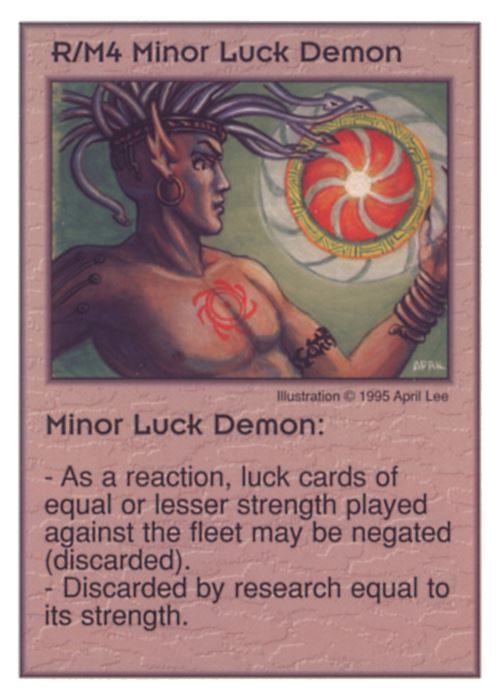 R/M4 Minor Luck Demon
APRIL
Illustration © 1995 April Lee
Minor Luck Demon:
- As a reaction, luck cards of
equal or lesser strength played
against the fleet may be negated
(discarded).
- Discarded by research equal to
its strength.